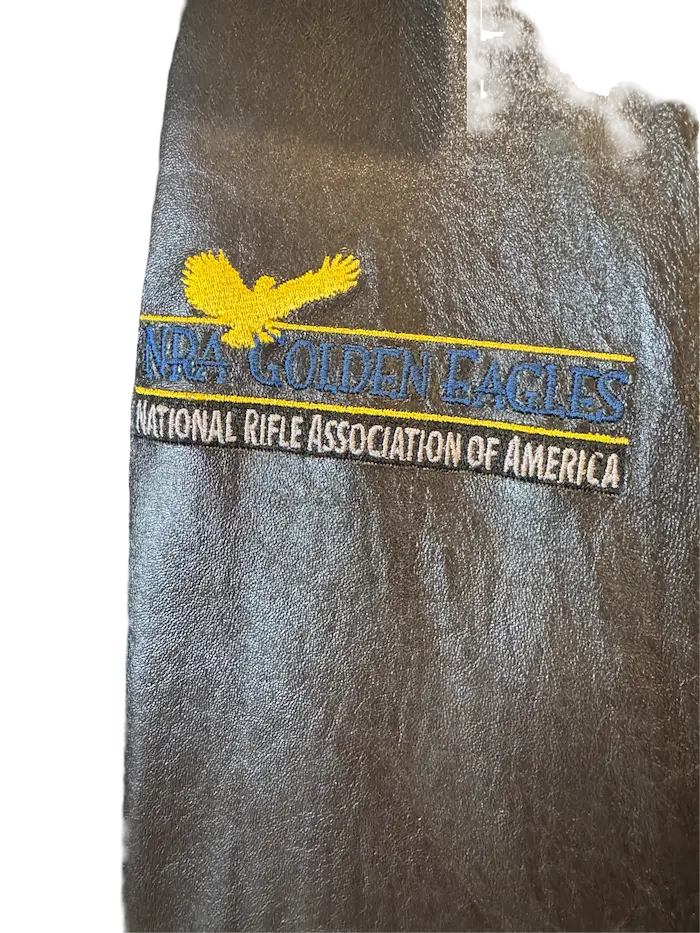 NRA GOLDEN EAGLES
NATIONAL RIFLE ASSOCIATION OF AMERICA